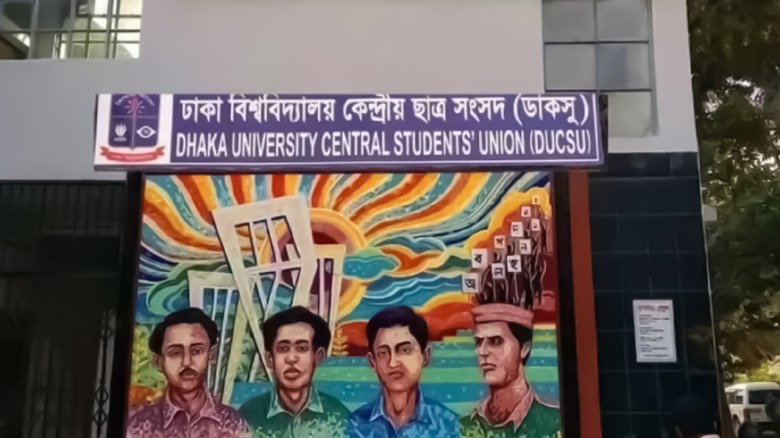 ঢাকা বিশ্ববিদ্যালয় কেন্দ্রীয় ছাত্র সংসদ (ডাকসু)
DHAKA UNIVERSITY CENTRAL STUDENTS' UNION (DUCSU)